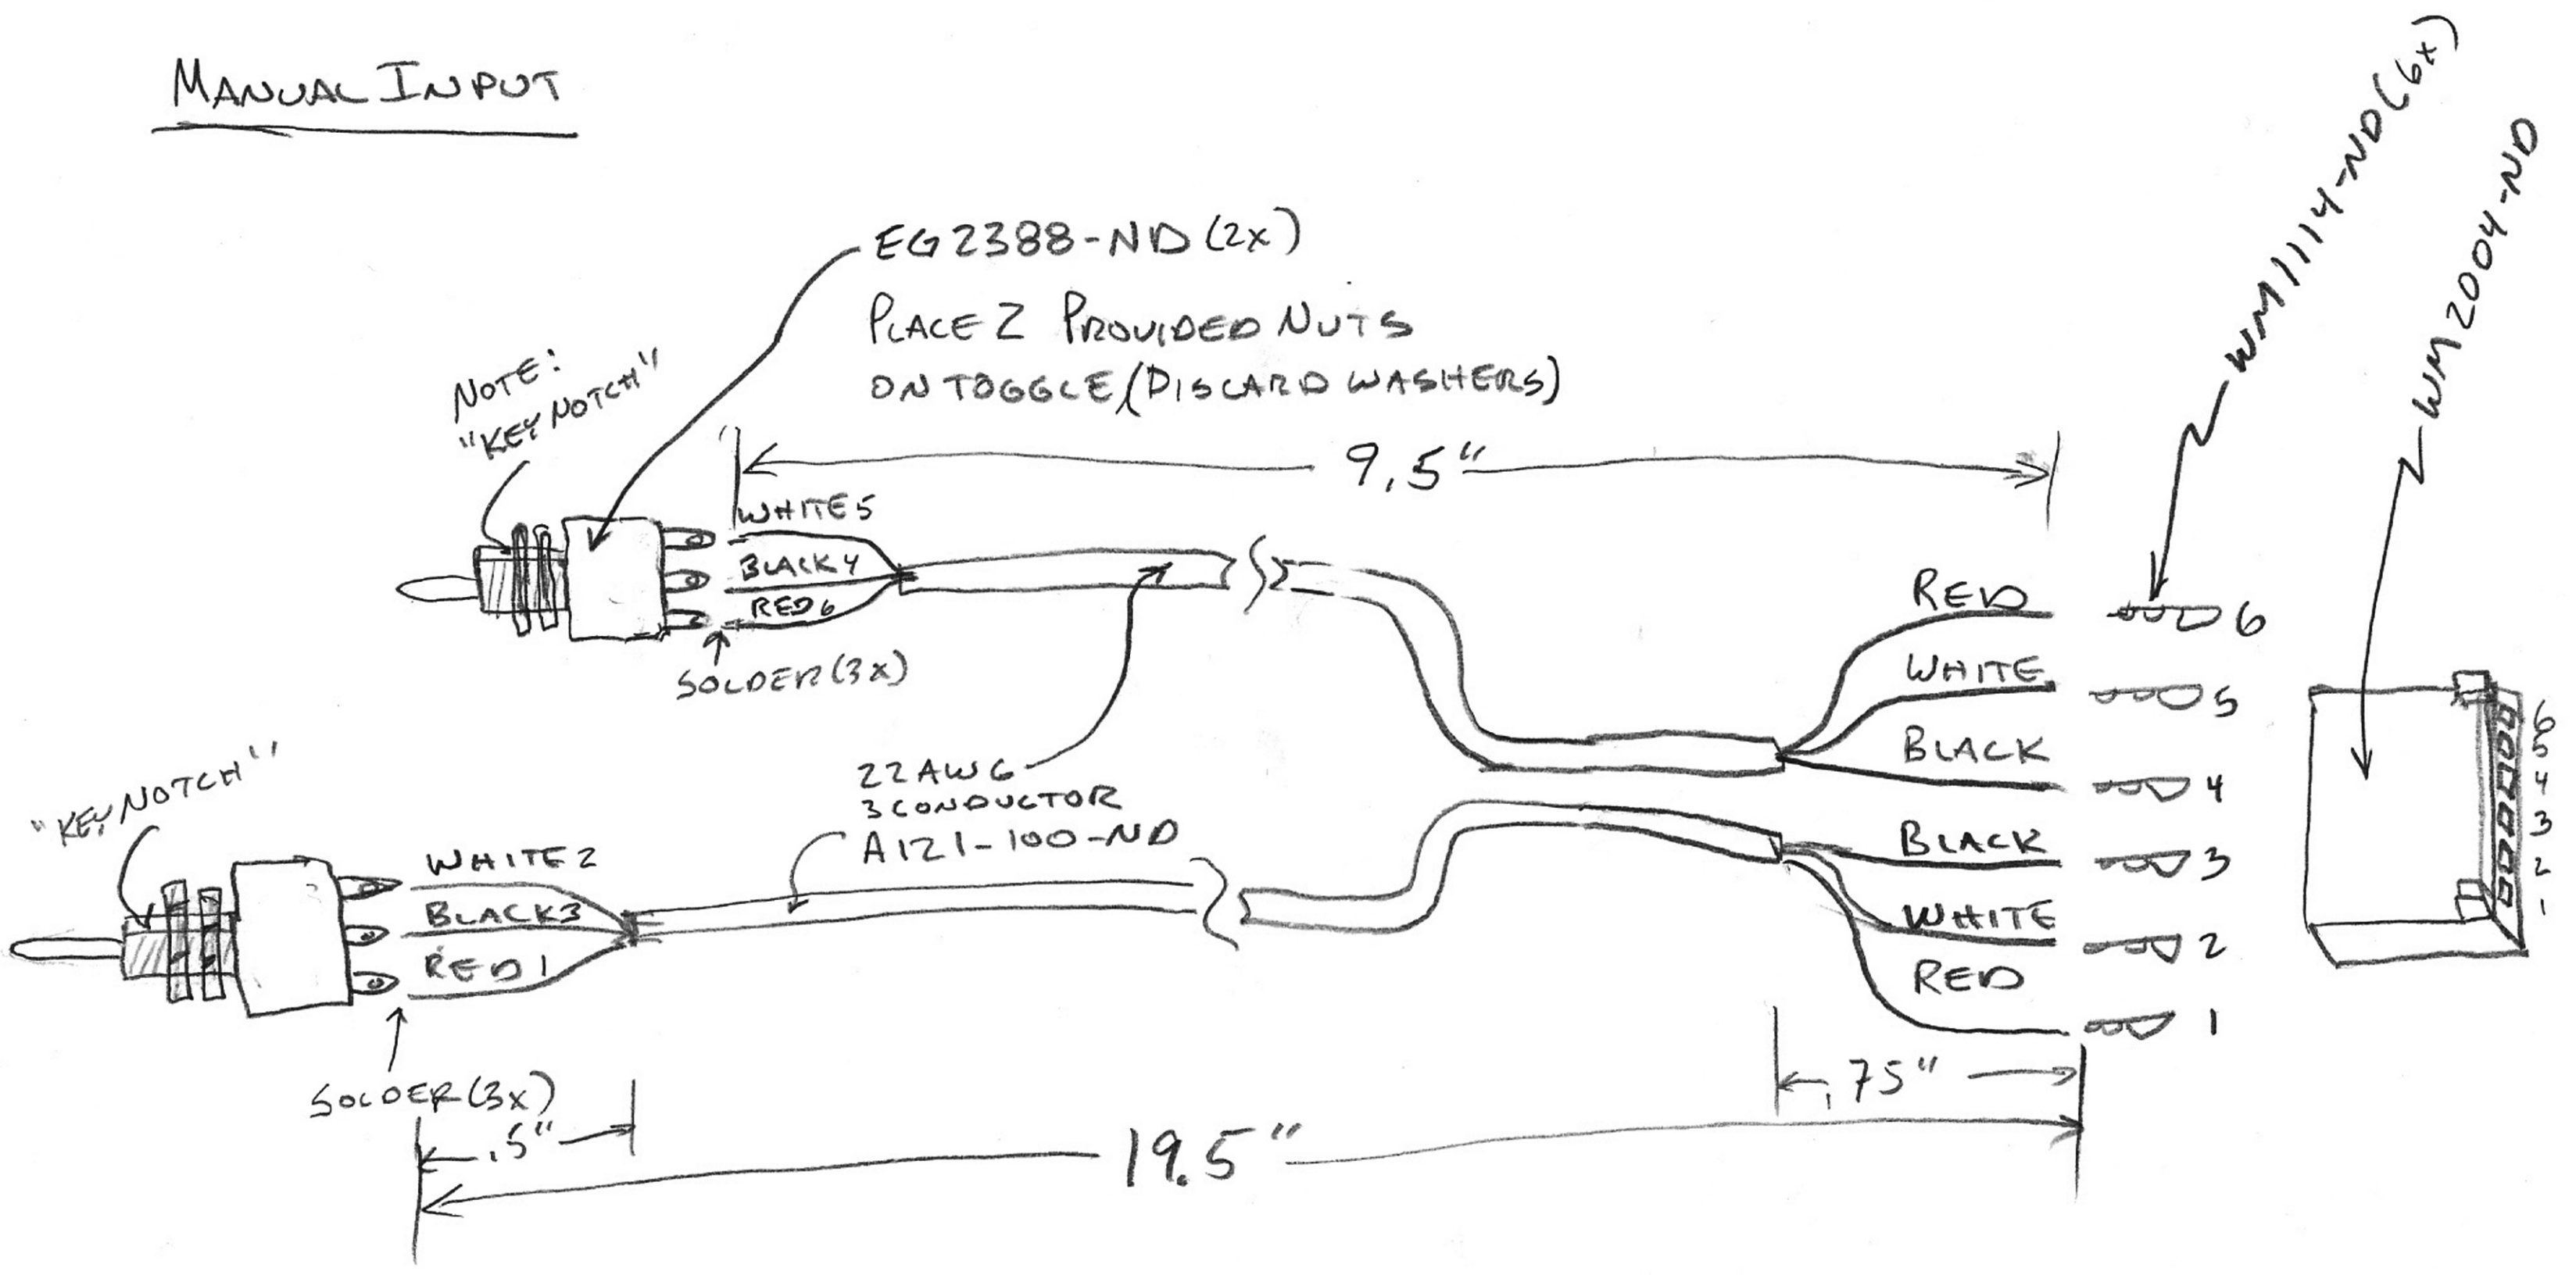 MANUAL INPUT
WM1114-ND(6x)
WM2004-ND
EG2388-ND (2x)
PLACE 2 PROVIDED NUTS
ON TOGGLE (DISCARD WASHERS)
NOTE:
"KEY NOTCH"
9.5"
WHITE 5
BLACK 4
RED 6
SOLDER (3x)
RED
6
WHITE
5
BLACK
4
BLACK
3
WHITE
2
RED
1
6
5
4
3
2
1
22 AWG
3 CONDUCTOR
A121-100-ND
"KEY NOTCH"
WHITE 2
BLACK 3
RED 1
SOLDER (3x)
.5"
.75"
19.5"